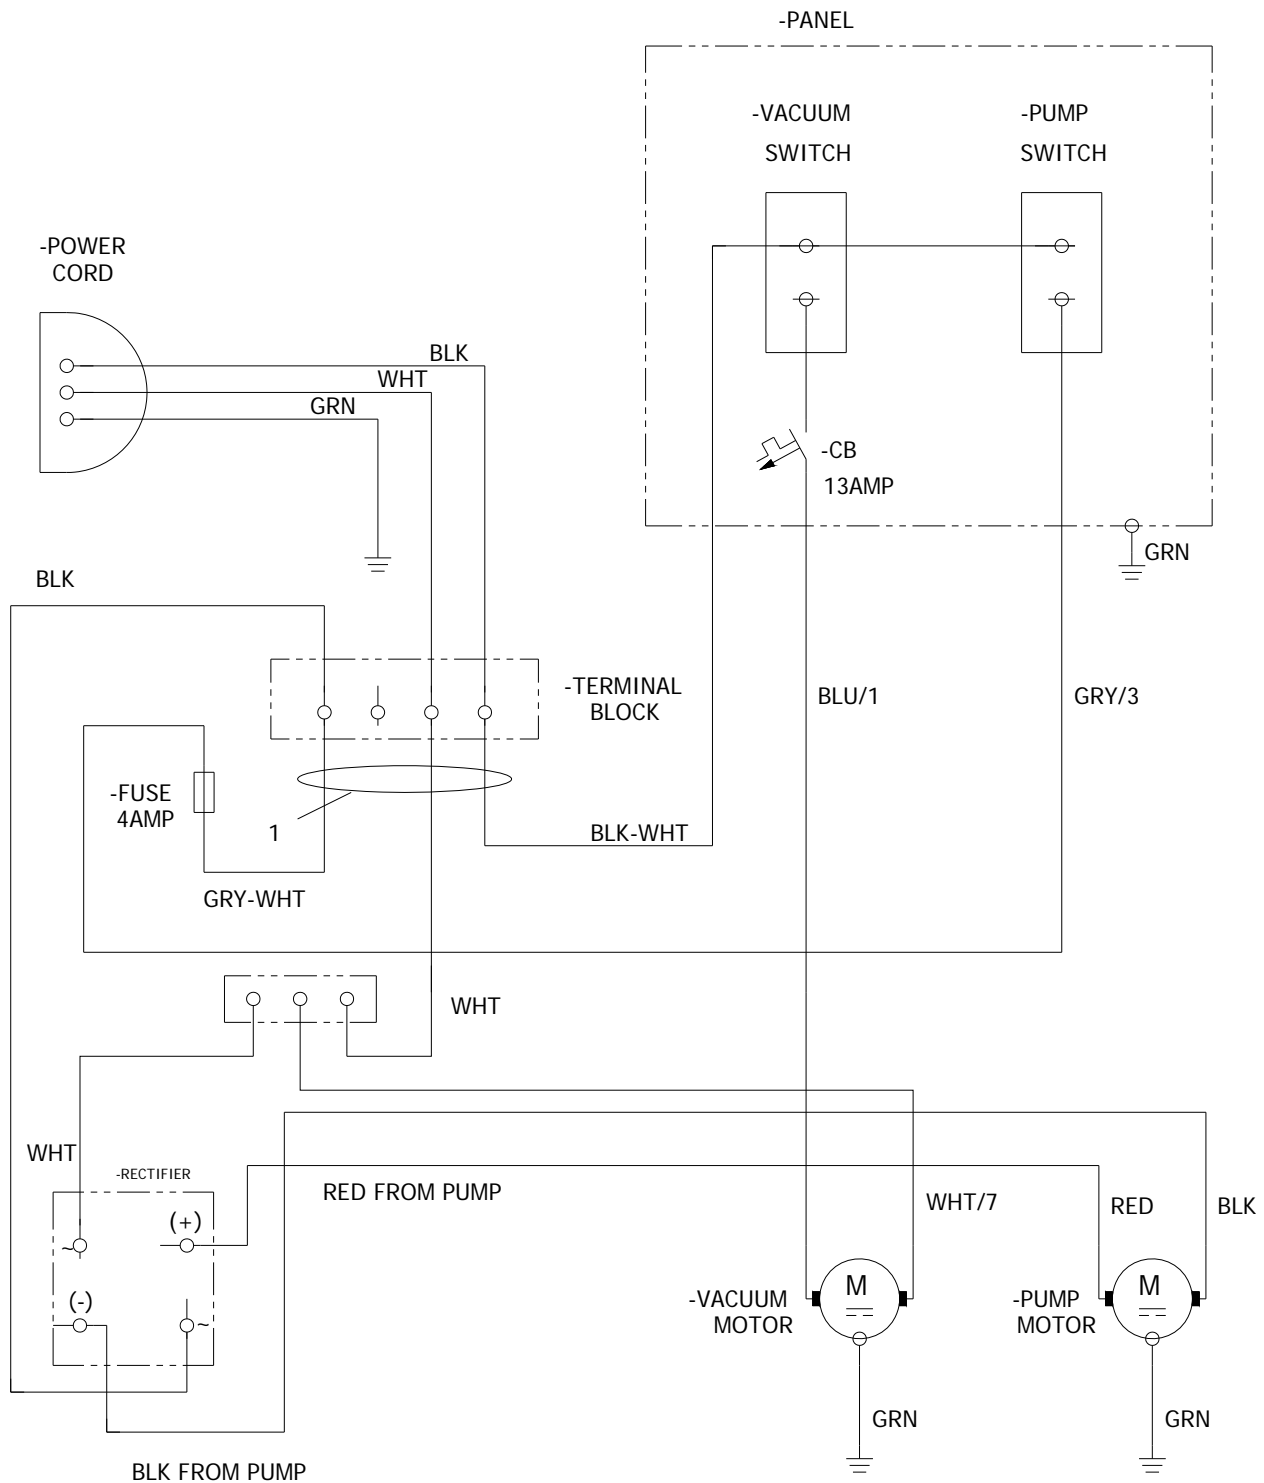 -PANEL
-VACUUM
SWITCH
-PUMP
SWITCH
-POWER
CORD
BLK
WHT
GRN
-CB
13AMP
GRN
BLK
-TERMINAL
BLOCK
BLU/1
GRY/3
-FUSE
4AMP
1
BLK-WHT
GRY-WHT
WHT
WHT
-RECTIFIER
RED FROM PUMP
WHT/7
RED
BLK
(+)
~
(-)
~
M
-VACUUM
MOTOR
M
-PUMP
MOTOR
GRN
GRN
BLK FROM PUMP